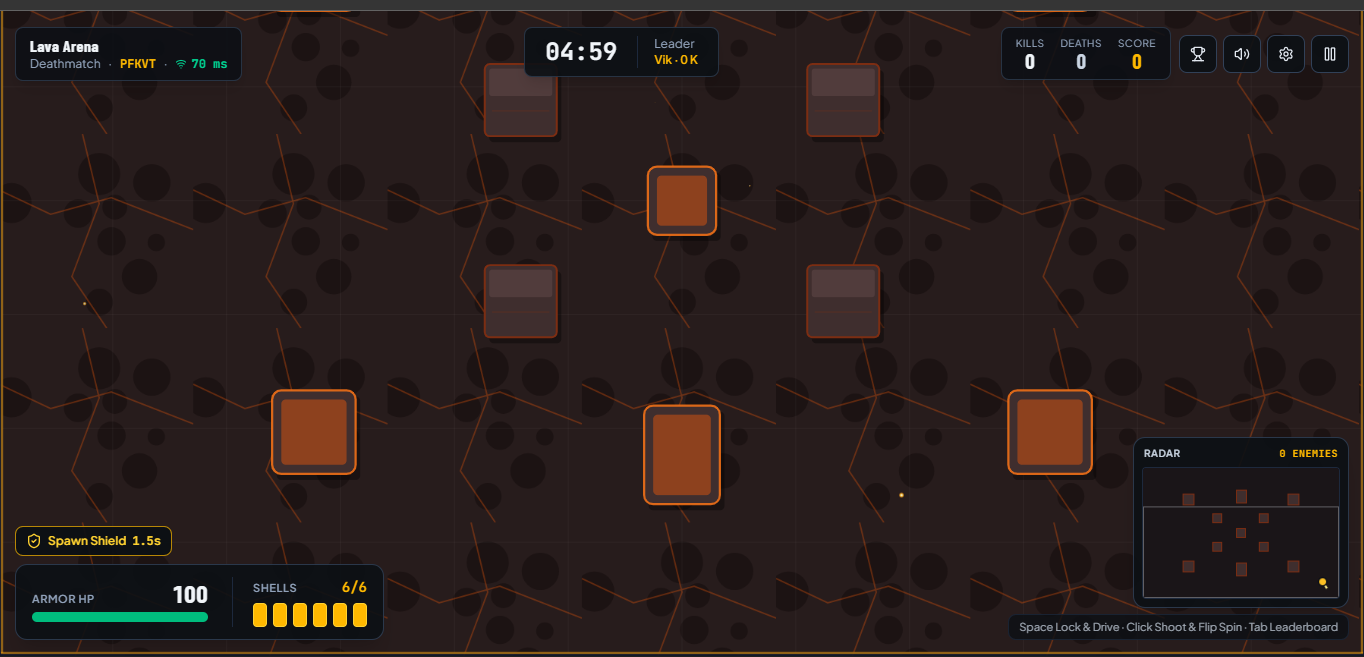 Lava Arena
Deathmatch · PFKVT · 70 ms
04:59
Leader
Vik · 0 K
KILLS DEATHS SCORE
0 0 0
RADAR 0 ENEMIES
Spawn Shield 1.5s
ARMOR HP 100
SHELLS 6/6
Space Lock & Drive · Click Shoot & Flip Spin · Tab Leaderboard